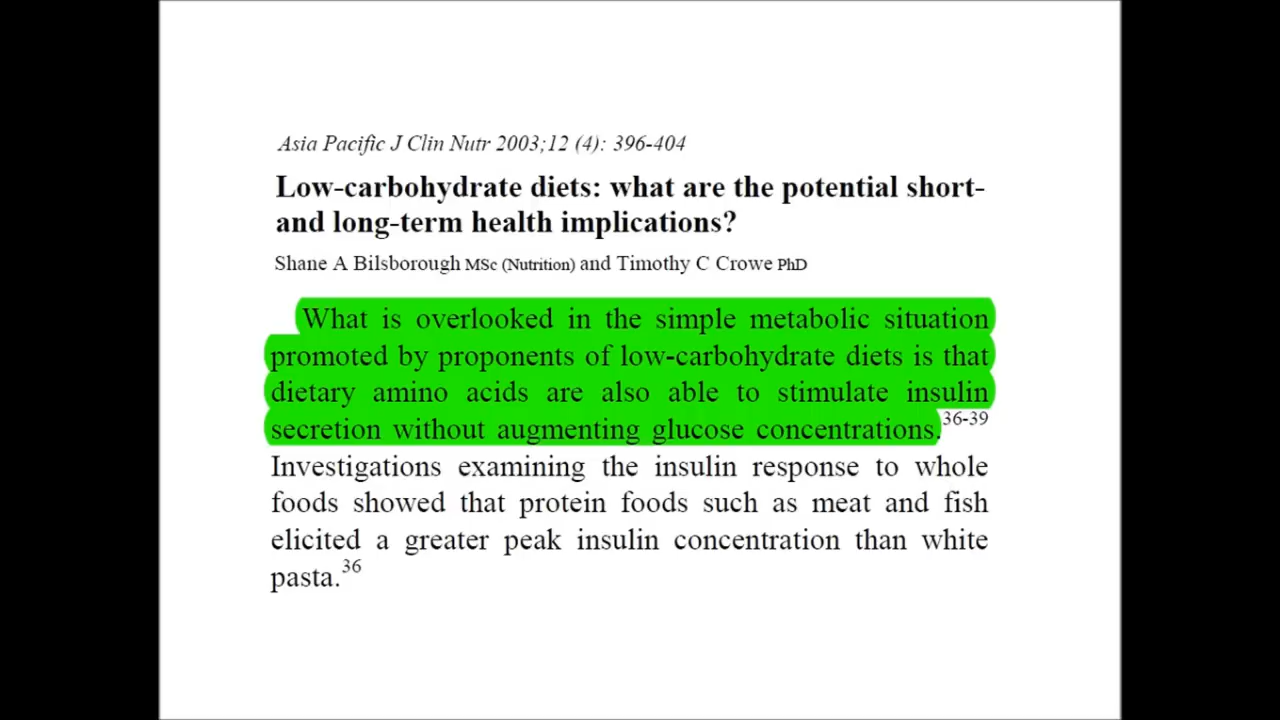 Asia Pacific J Clin Nutr 2003;12 (4): 396-404
Low-carbohydrate diets: what are the potential short-
and long-term health implications?
Shane A Bilsborough MSc (Nutrition) and Timothy C Crowe PhD
What is overlooked in the simple metabolic situation
promoted by proponents of low-carbohydrate diets is that
dietary amino acids are also able to stimulate insulin
secretion without augmenting glucose concentrations.36-39
Investigations examining the insulin response to whole
foods showed that protein foods such as meat and fish
elicited a greater peak insulin concentration than white
pasta.36